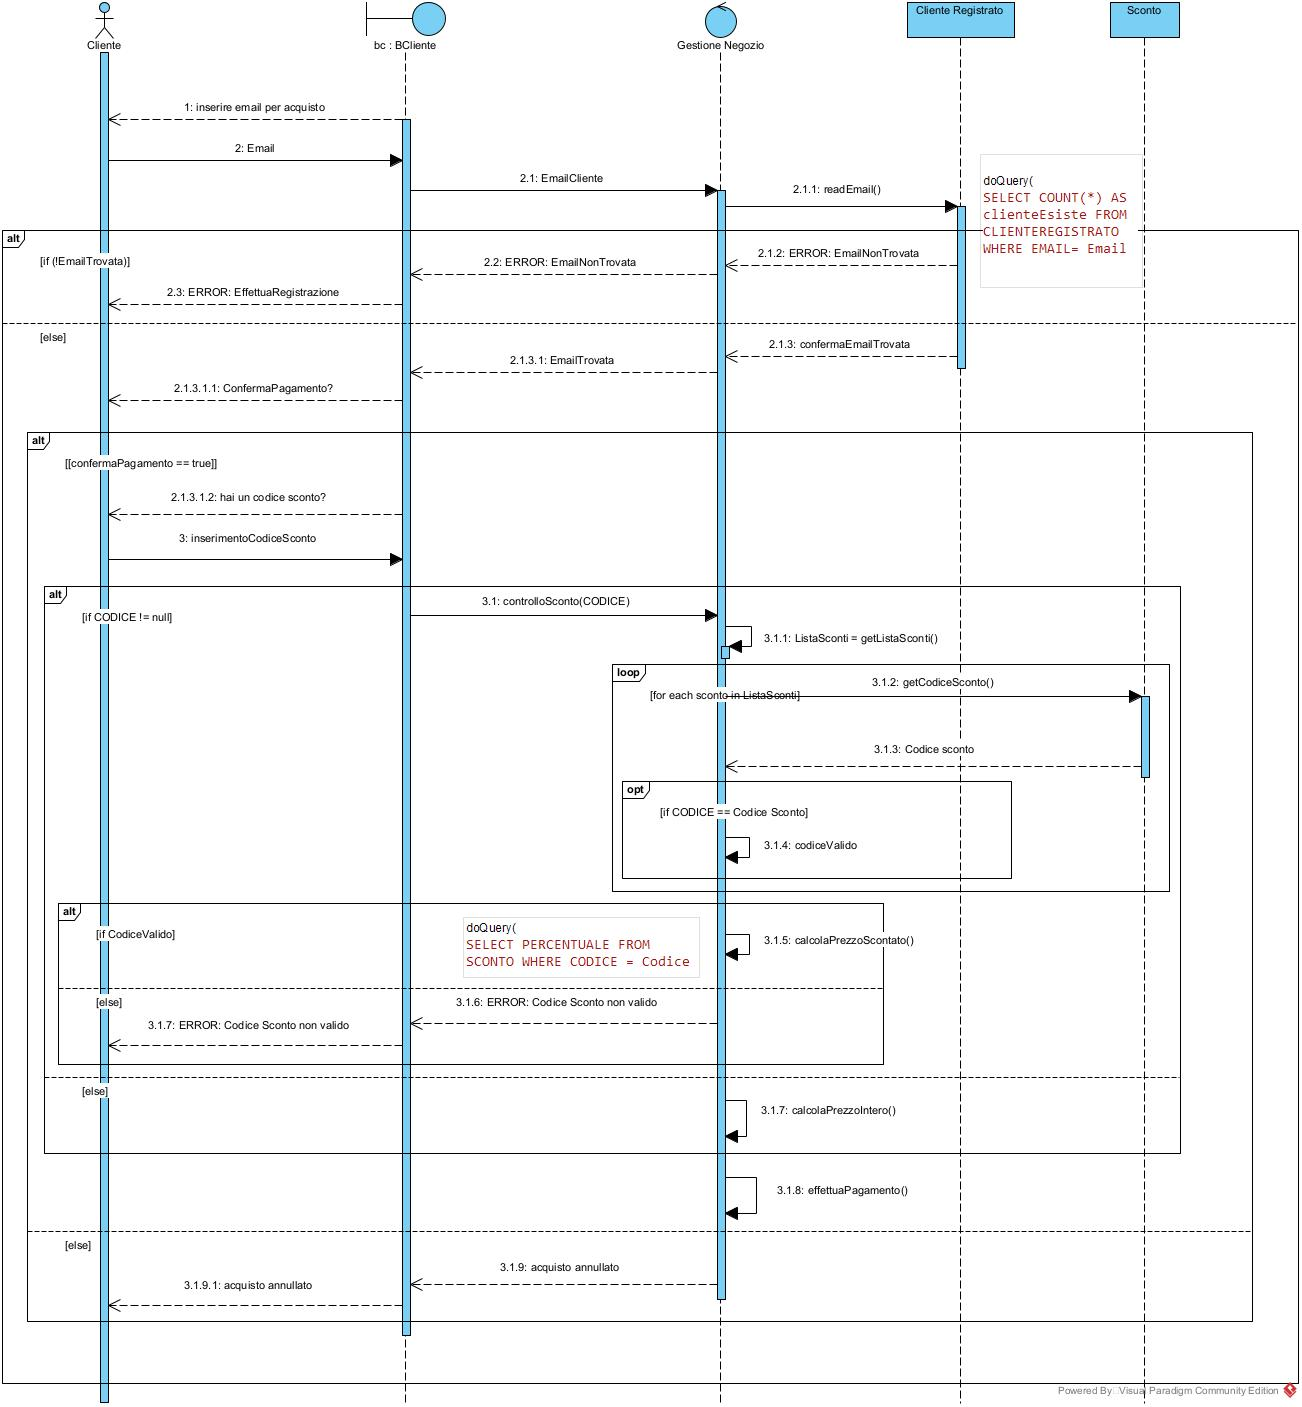 Cliente
bc : BCliente
Gestione Negozio
Cliente Registrato
Sconto
1: inserire email per acquisto
2: Email
2.1: EmailCliente
2.1.1: readEmail()
doQuery(
SELECT COUNT(*) AS
clienteEsiste FROM
CLIENTEREGISTRATO
WHERE EMAIL= Email
alt
[if (!EmailTrovata)]
2.1.2: ERROR: EmailNonTrovata
2.2: ERROR: EmailNonTrovata
2.3: ERROR: EffettuaRegistrazione
[else]
2.1.3: confermaEmailTrovata
2.1.3.1: EmailTrovata
2.1.3.1.1: ConfermaPagamento?
alt
[[confermaPagamento == true]]
2.1.3.1.2: hai un codice sconto?
3: inserimentoCodiceSconto
alt
[if CODICE != null]
3.1: controlloSconto(CODICE)
3.1.1: ListaSconti = getListaSconti()
loop
[for each sconto in ListaSconti]
3.1.2: getCodiceSconto()
3.1.3: Codice sconto
opt
[if CODICE == Codice Sconto]
3.1.4: codiceValido
alt
[if CodiceValido]
doQuery(
SELECT PERCENTUALE FROM
SCONTO WHERE CODICE = Codice
3.1.5: calcolaPrezzoScontato()
[else]
3.1.6: ERROR: Codice Sconto non valido
3.1.7: ERROR: Codice Sconto non valido
[else]
3.1.7: calcolaPrezzoIntero()
3.1.8: effettuaPagamento()
[else]
3.1.9: acquisto annullato
3.1.9.1: acquisto annullato
Powered By Visual Paradigm Community Edition